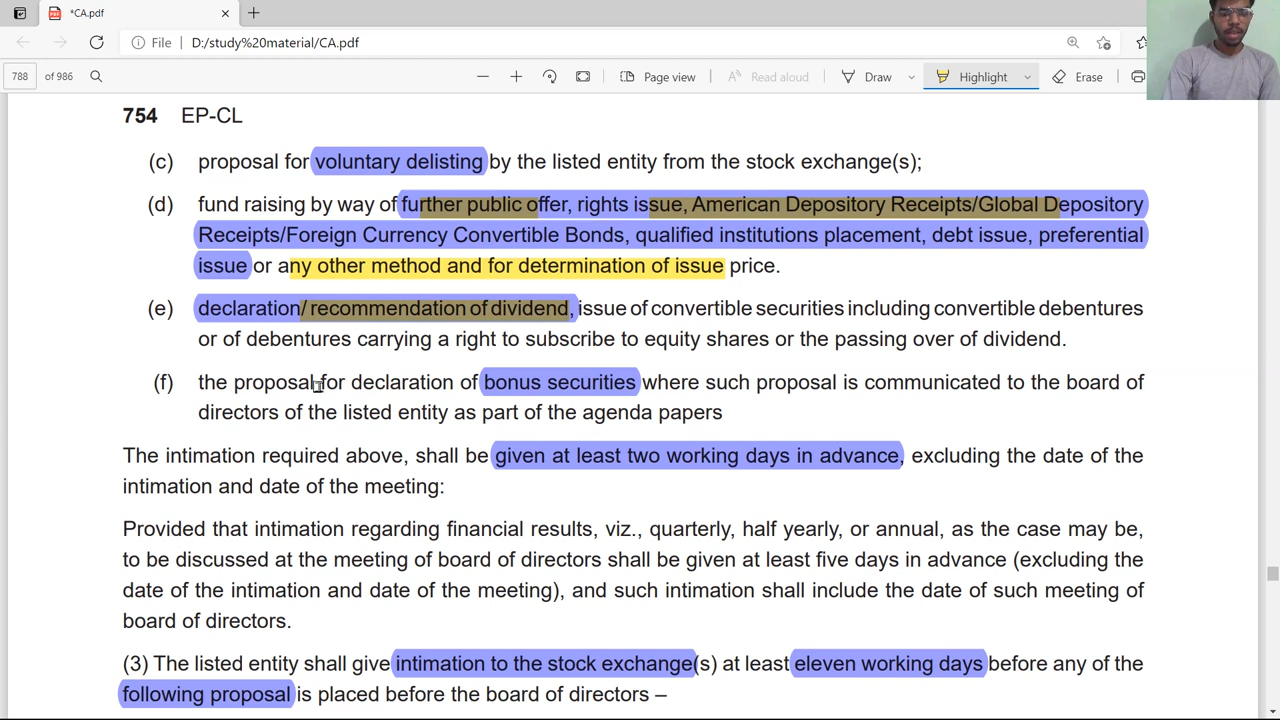 *CA.pdf
File D:/study%20material/CA.pdf
788 of 986 Page view Read aloud Draw Highlight Erase
754 EP-CL
(c) proposal for voluntary delisting by the listed entity from the stock exchange(s);
(d) fund raising by way of further public offer, rights issue, American Depository Receipts/Global Depository
Receipts/Foreign Currency Convertible Bonds, qualified institutions placement, debt issue, preferential
issue or any other method and for determination of issue price.
(e) declaration/ recommendation of dividend, issue of convertible securities including convertible debentures
or of debentures carrying a right to subscribe to equity shares or the passing over of dividend.
(f) the proposal for declaration of bonus securities where such proposal is communicated to the board of
directors of the listed entity as part of the agenda papers
The intimation required above, shall be given at least two working days in advance, excluding the date of the
intimation and date of the meeting:
Provided that intimation regarding financial results, viz., quarterly, half yearly, or annual, as the case may be,
to be discussed at the meeting of board of directors shall be given at least five days in advance (excluding the
date of the intimation and date of the meeting), and such intimation shall include the date of such meeting of
board of directors.
(3) The listed entity shall give intimation to the stock exchange(s) at least eleven working days before any of the
following proposal is placed before the board of directors –